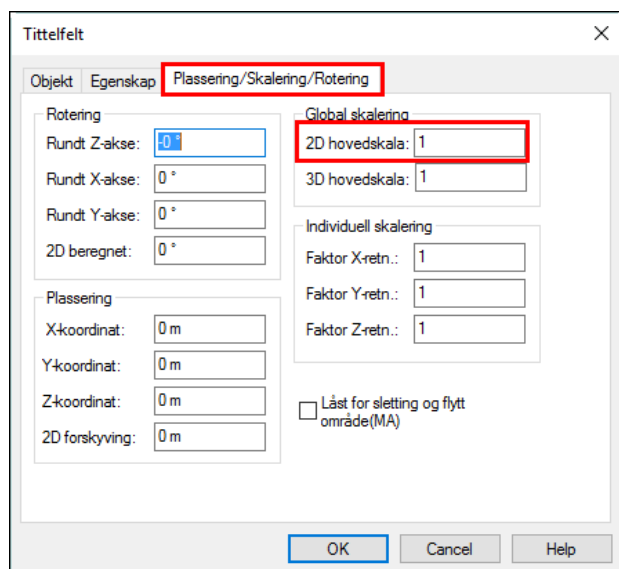 Tittelfelt
Objekt Egenskap Plassering/Skalering/Rotering
Rotering
Rundt Z-akse: -0 °
Rundt X-akse: 0 °
Rundt Y-akse: 0 °
2D beregnet: 0 °
Plassering
X-koordinat: 0 m
Y-koordinat: 0 m
Z-koordinat: 0 m
2D forskyving: 0 m
Global skalering
2D hovedskala: 1
3D hovedskala: 1
Individuell skalering
Faktor X-retn.: 1
Faktor Y-retn.: 1
Faktor Z-retn.: 1
Låst for sletting og flytt
område(MA)
OK Cancel Help